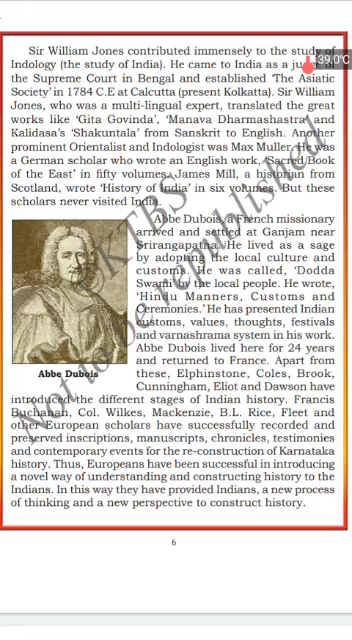 39.0°C
Sir William Jones contributed immensely to the study of
Indology (the study of India). He came to India as a judge of
the Supreme Court in Bengal and established 'The Asiatic
Society' in 1784 C.E at Calcutta (present Kolkatta). Sir William
Jones, who was a multi-lingual expert, translated the great
works like 'Gita Govinda', 'Manava Dharmashastra' and
Kalidasa's 'Shakuntala' from Sanskrit to English. Another
prominent Orientalist and Indologist was Max Muller. He was
a German scholar who wrote an English work, 'Sacred Book
of the East' in fifty volumes. James Mill, a historian from
Scotland, wrote 'History of India' in six volumes. But these
scholars never visited India.
Abbe Dubois, a French missionary
arrived and settled at Ganjam near
Srirangapatna. He lived as a sage
by adopting the local culture and
customs. He was called, 'Dodda
Swami' by the local people. He wrote,
'Hindu Manners, Customs and
Ceremonies.' He has presented Indian
customs, values, thoughts, festivals
and varnashrama system in his work.
Abbe Dubois lived here for 24 years
and returned to France. Apart from
Abbe Dubois
these, Elphinstone, Coles, Brook,
Cunningham, Eliot and Dawson have
introduced the different stages of Indian history. Francis
Buchanan, Col. Wilkes, Mackenzie, B.L. Rice, Fleet and
other European scholars have successfully recorded and
preserved inscriptions, manuscripts, chronicles, testimonies
and contemporary events for the re-construction of Karnataka
history. Thus, Europeans have been successful in introducing
a novel way of understanding and constructing history to the
Indians. In this way they have provided Indians, a new process
of thinking and a new perspective to construct history.
©KTBS
Not to be republished
6